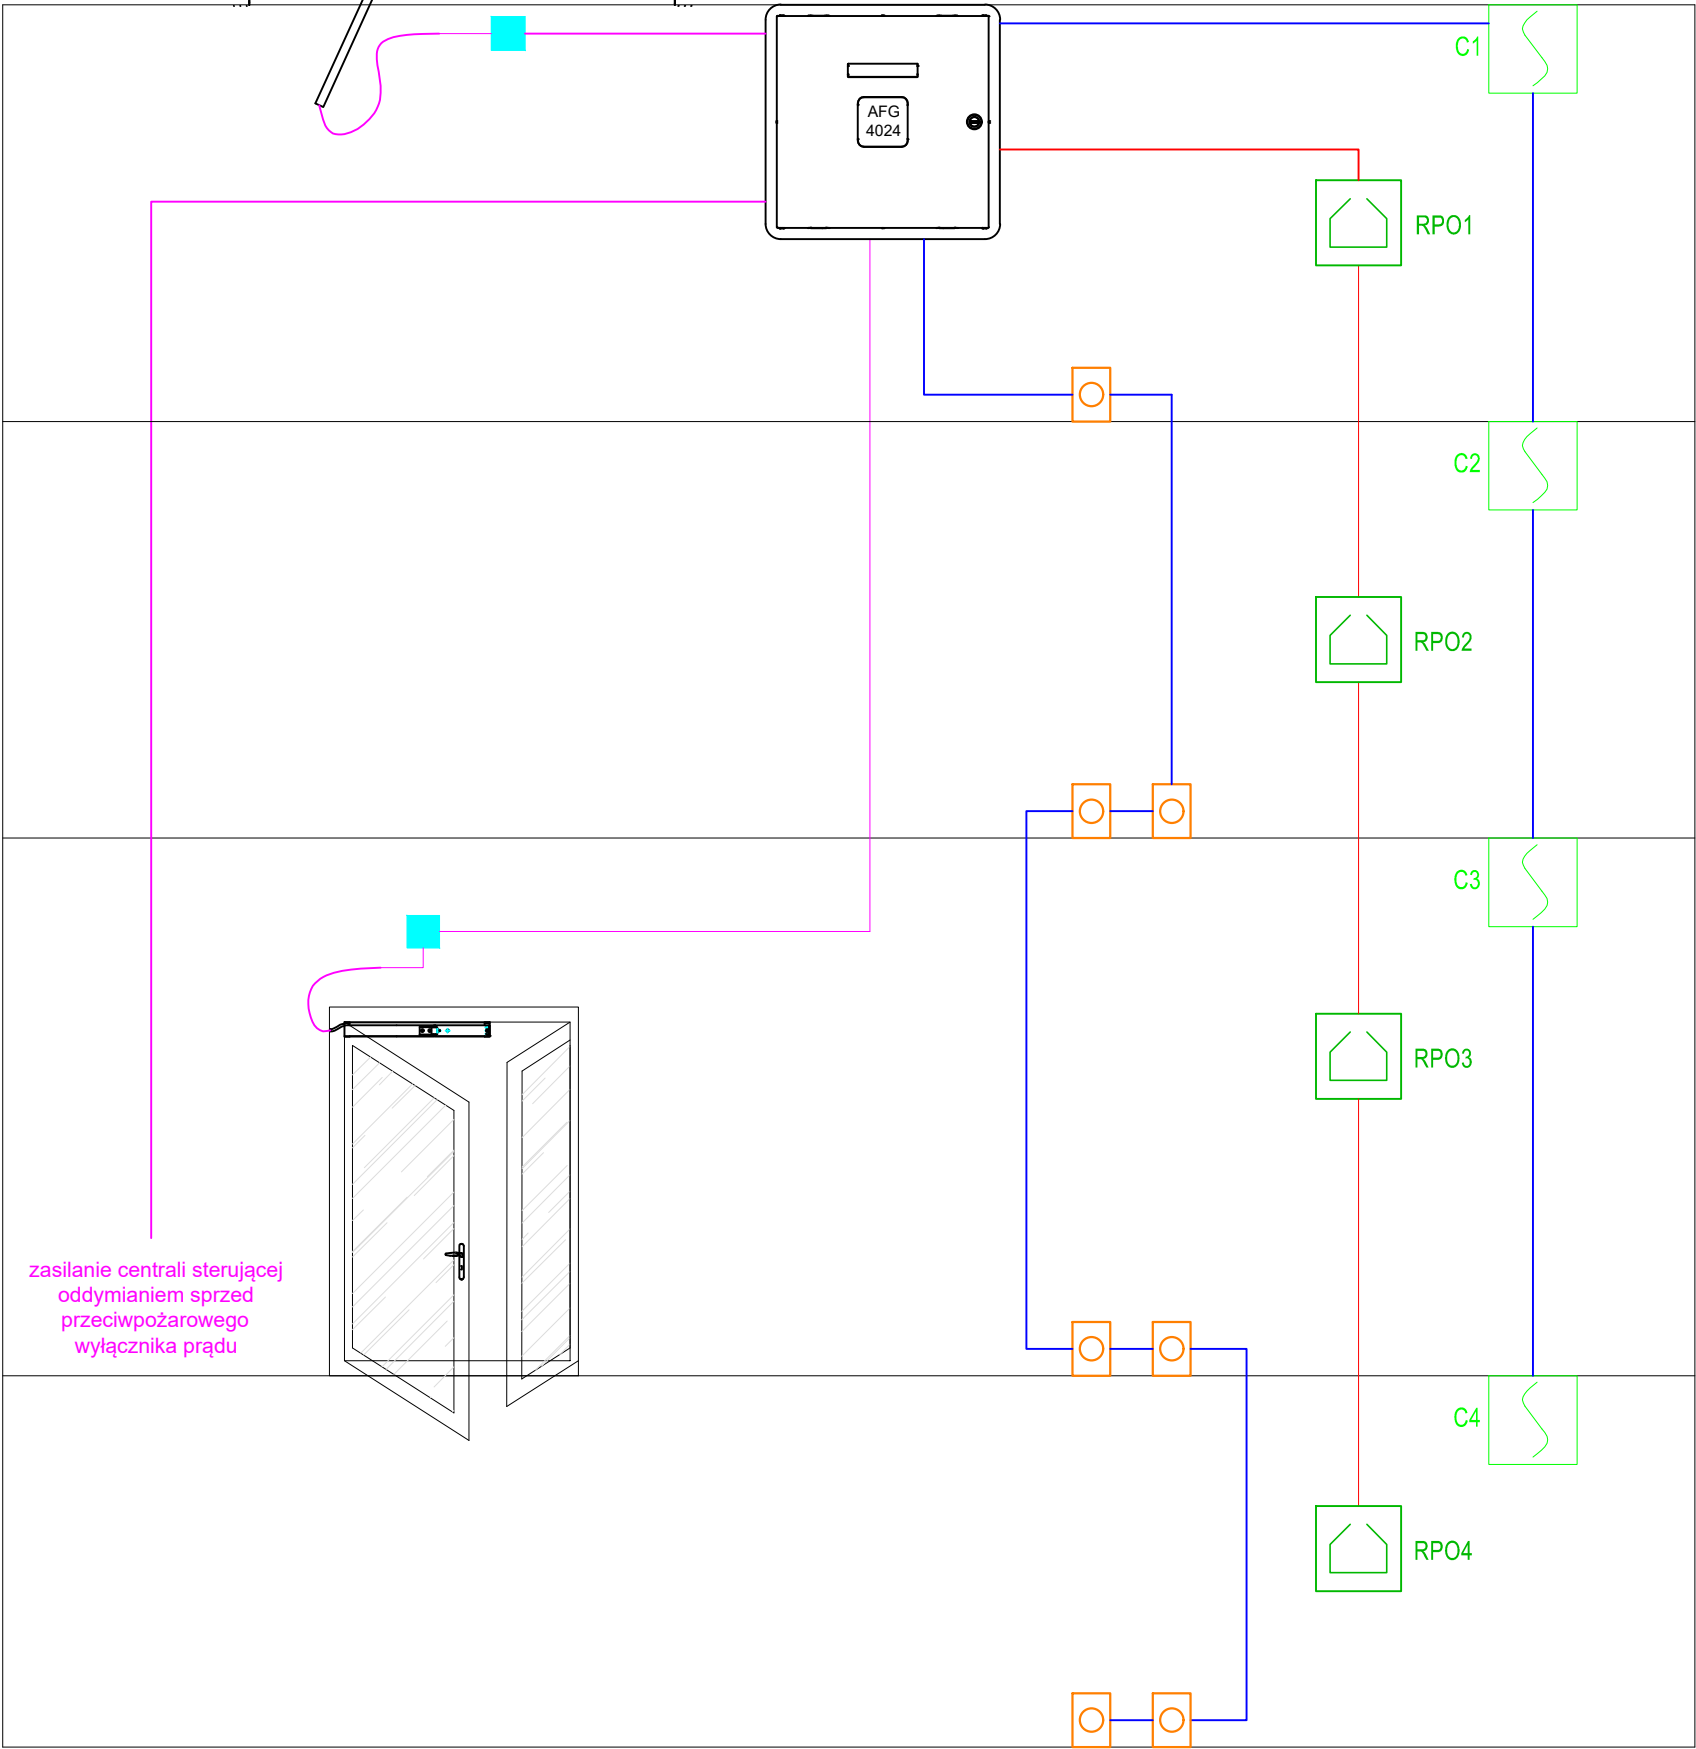 C1
AFG
4024
RPO1
C2
RPO2
C3
RPO3
zasilanie centrali sterującej
oddymianiem sprzed
przeciwpożarowego
wyłącznika prądu
C4
RPO4